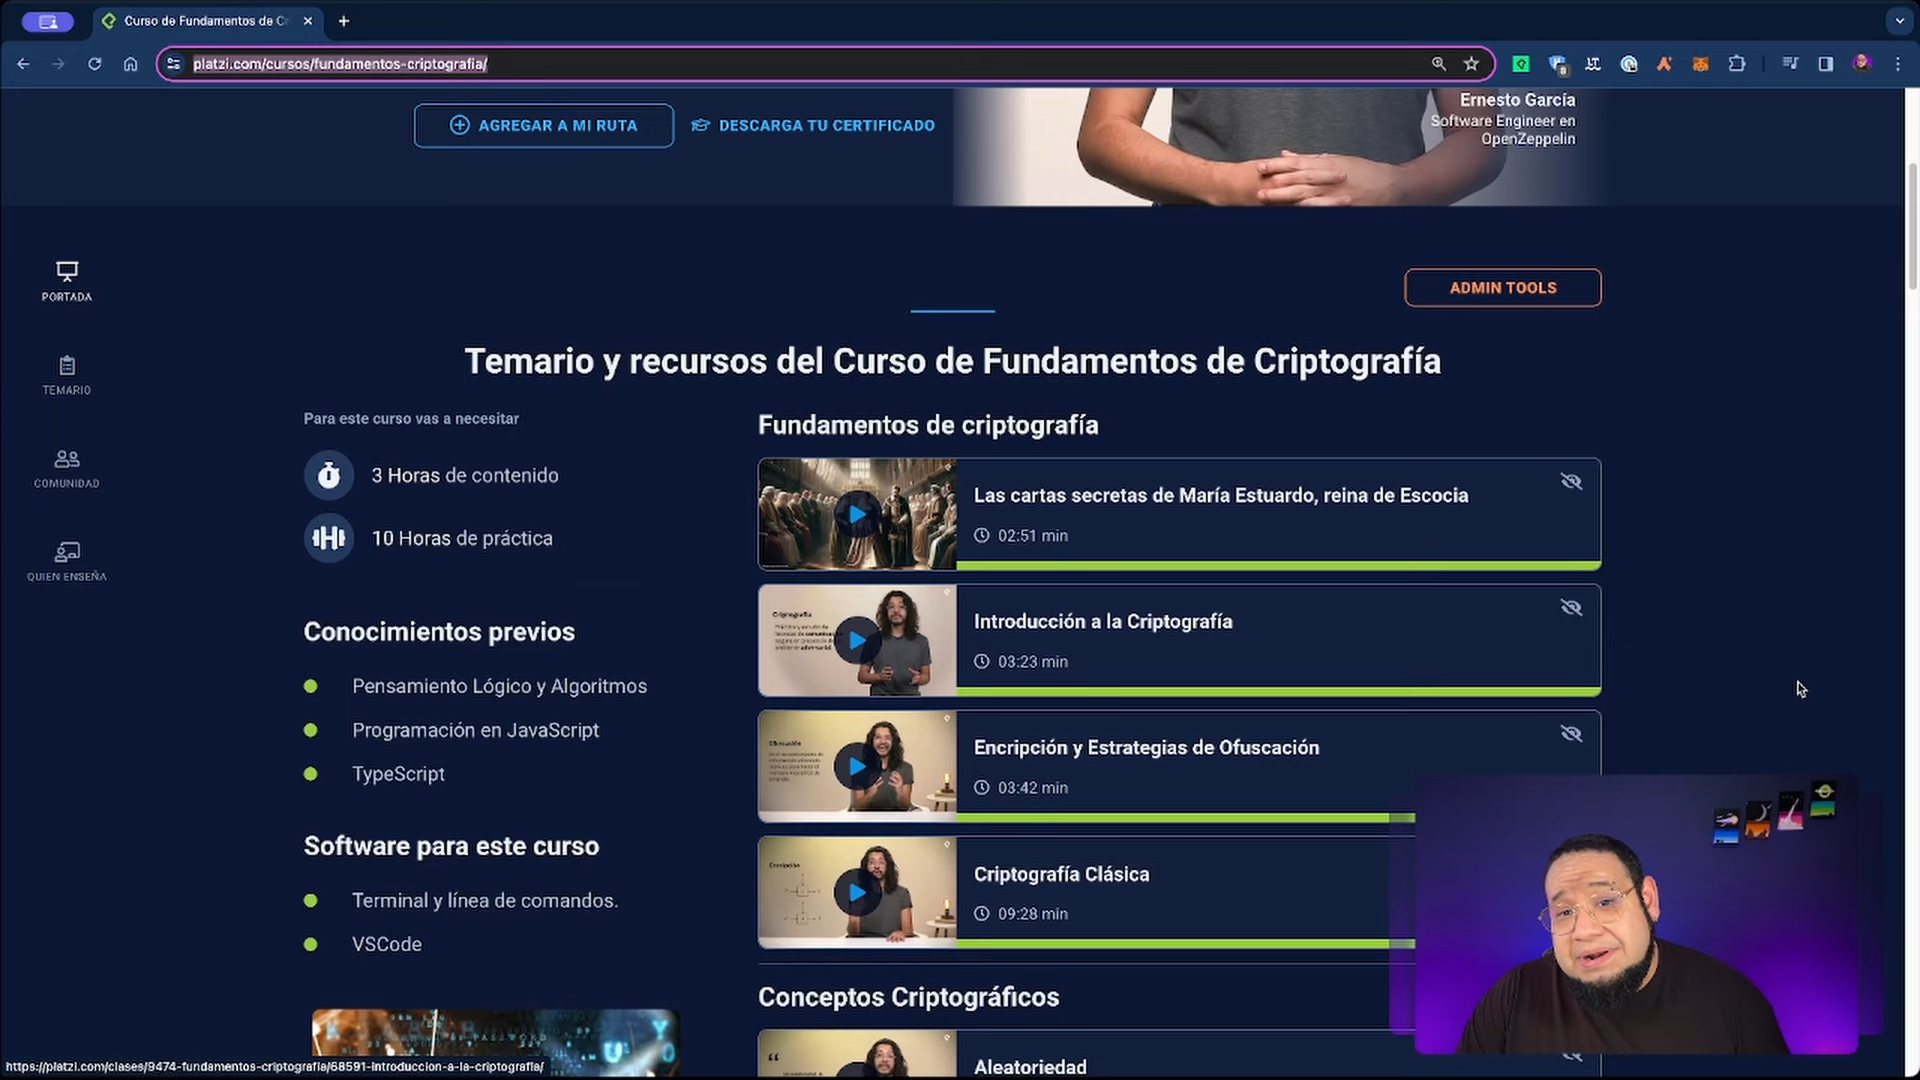 Curso de Fundamentos de C
platzi.com/cursos/fundamentos-criptografia/
8
AGREGAR A MI RUTA
DESCARGA TU CERTIFICADO
Ernesto García
Software Engineer en
OpenZeppelin
PORTADA
TEMARIO
COMUNIDAD
QUIEN ENSEÑA
ADMIN TOOLS
Temario y recursos del Curso de Fundamentos de Criptografía
Para este curso vas a necesitar
3 Horas de contenido
10 Horas de práctica
Conocimientos previos
Pensamiento Lógico y Algoritmos
Programación en JavaScript
TypeScript
Software para este curso
Terminal y línea de comandos.
VSCode
Fundamentos de criptografía
Las cartas secretas de María Estuardo, reina de Escocia
02:51 min
Criptografía
Introducción a la Criptografía
03:23 min
Ofuscación
Encripción y Estrategias de Ofuscación
03:42 min
Encripción
Criptografía Clásica
09:28 min
Conceptos Criptográficos
Aleatoriedad
https://platzi.com/clases/9474-fundamentos-criptografia/68591-introduccion-a-la-criptografia/